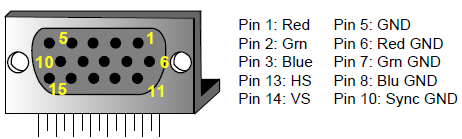 5 1
10 6
15 11
Pin 1: Red Pin 5: GND
Pin 2: Grn Pin 6: Red GND
Pin 3: Blue Pin 7: Grn GND
Pin 13: HS Pin 8: Blu GND
Pin 14: VS Pin 10: Sync GND